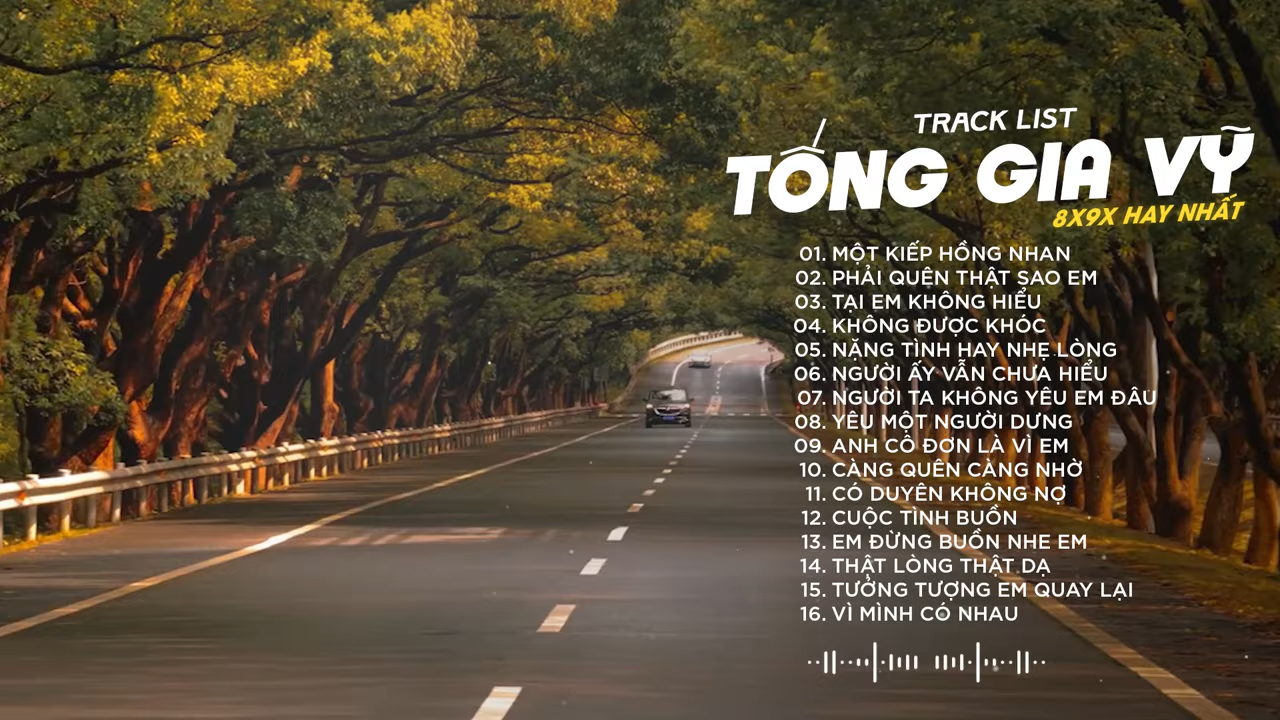 TRACK LIST
TỐNG GIA VỸ
8X9X HAY NHẤT
01. MỘT KIẾP HỒNG NHAN
02. PHẢI QUÊN THẬT SAO EM
03. TẠI EM KHÔNG HIỂU
04. KHÔNG ĐƯỢC KHÓC
05. NẶNG TÌNH HAY NHẸ LÒNG
06. NGƯỜI ẤY VẪN CHƯA HIỂU
07. NGƯỜI TA KHÔNG YÊU EM ĐÂU
08. YÊU MỘT NGƯỜI DƯNG
09. ANH CÔ ĐƠN LÀ VÌ EM
10. CÀNG QUÊN CÀNG NHỜ
11. CÓ DUYÊN KHÔNG NỢ
12. CUỘC TÌNH BUỒN
13. EM ĐỪNG BUỒN NHE EM
14. THẬT LÒNG THẬT DẠ
15. TƯỞNG TƯỢNG EM QUAY LẠI
16. VÌ MÌNH CÓ NHAU